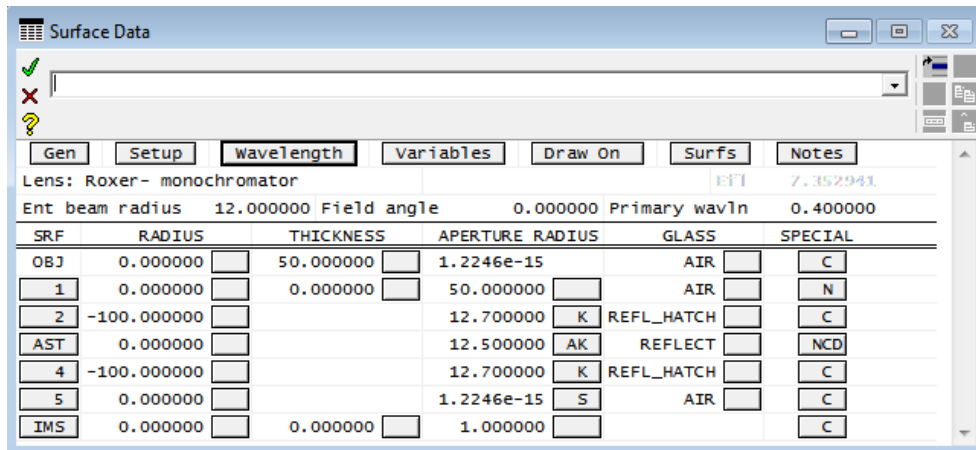 Surface Data
Gen Setup Wavelength Variables Draw On Surfs Notes
Lens: Roxer- monochromator Efl 7.352941
Ent beam radius 12.000000 Field angle 0.000000 Primary wavln 0.400000
SRF RADIUS THICKNESS APERTURE RADIUS GLASS SPECIAL
OBJ 0.000000 50.000000 1.2246e-15 AIR C
1 0.000000 0.000000 50.000000 AIR N
2 -100.000000 12.700000 K REFL_HATCH C
AST 0.000000 12.500000 AK REFLECT NCD
4 -100.000000 12.700000 K REFL_HATCH C
5 0.000000 1.2246e-15 S AIR C
IMS 0.000000 0.000000 1.000000 C